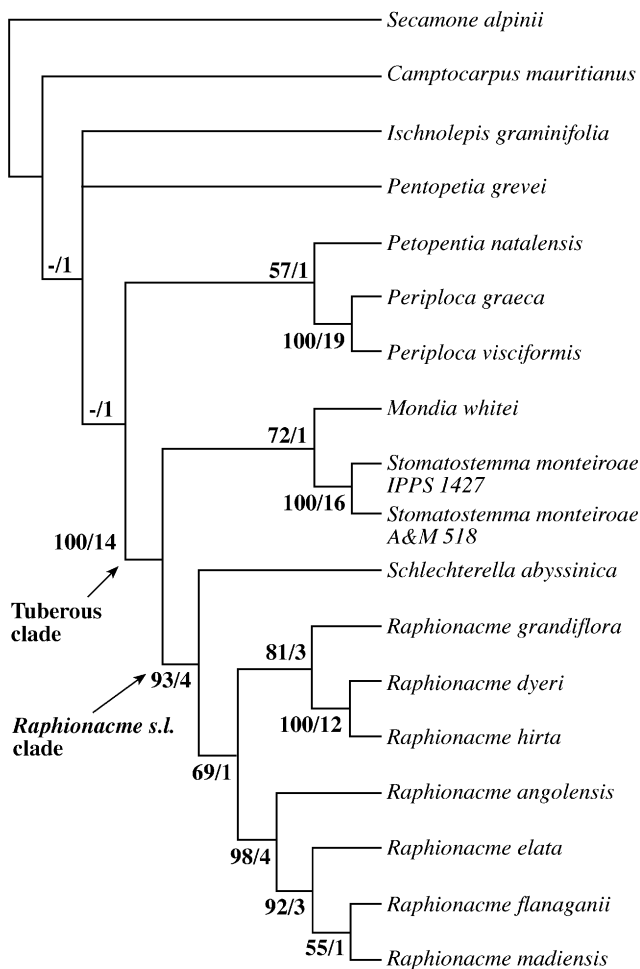 Secamone alpinii
Camptocarpus mauritianus
Ischnolepis graminifolia
Pentopetia grevei
Petopentia natalensis
57/1
-/1
Periploca graeca
100/19
Periploca visciformis
Mondia whitei
-/1
72/1
Stomatostemma monteiroae
IPPS 1427
100/16
Stomatostemma monteiroae
A&M 518
100/14
Schlechterella abyssinica
Tuberous
clade
Raphionacme grandiflora
81/3
93/4
Raphionacme dyeri
Raphionacme s.l.
clade
100/12
Raphionacme hirta
69/1
Raphionacme angolensis
98/4
Raphionacme elata
92/3
Raphionacme flanaganii
55/1
Raphionacme madiensis